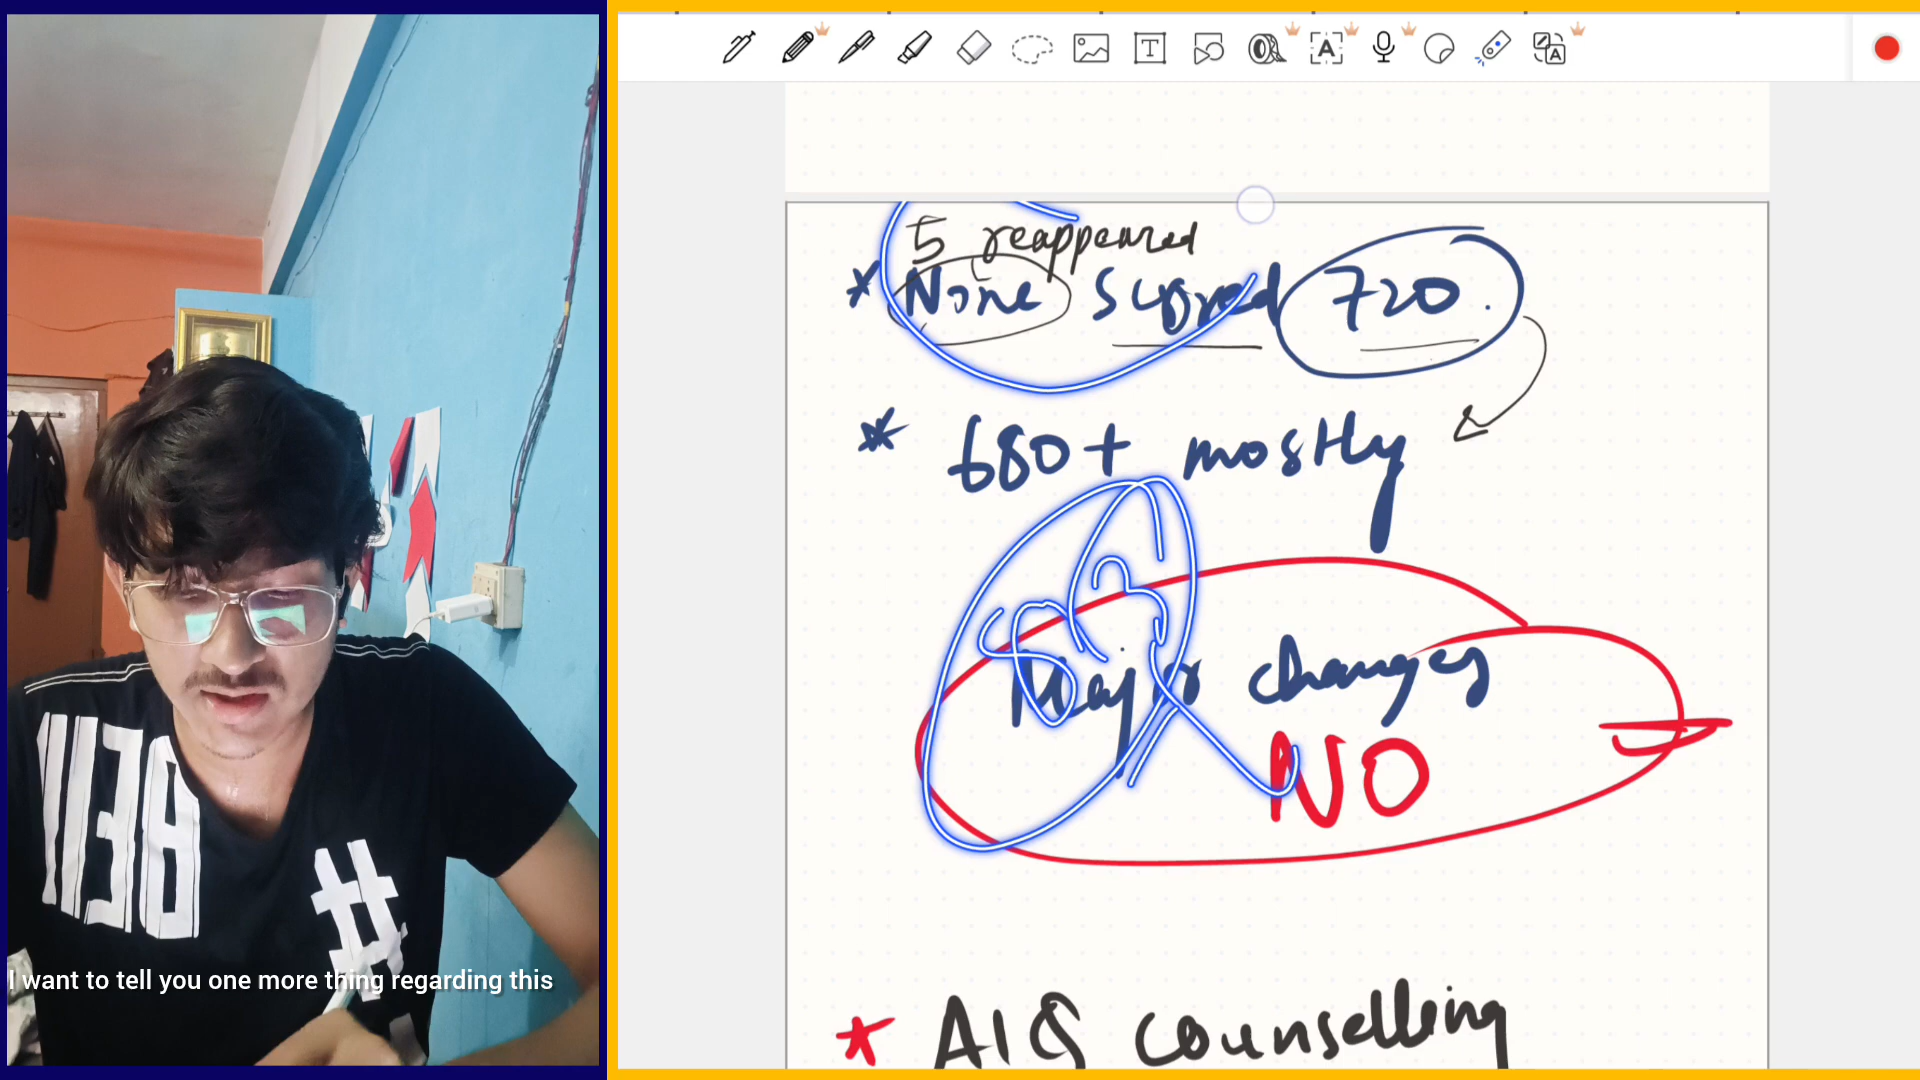 5 reappeared
* None scored 720.
* 680+ mostly
Major changes
NO
* AIQ counselling
#
I want to tell you one more thing regarding this